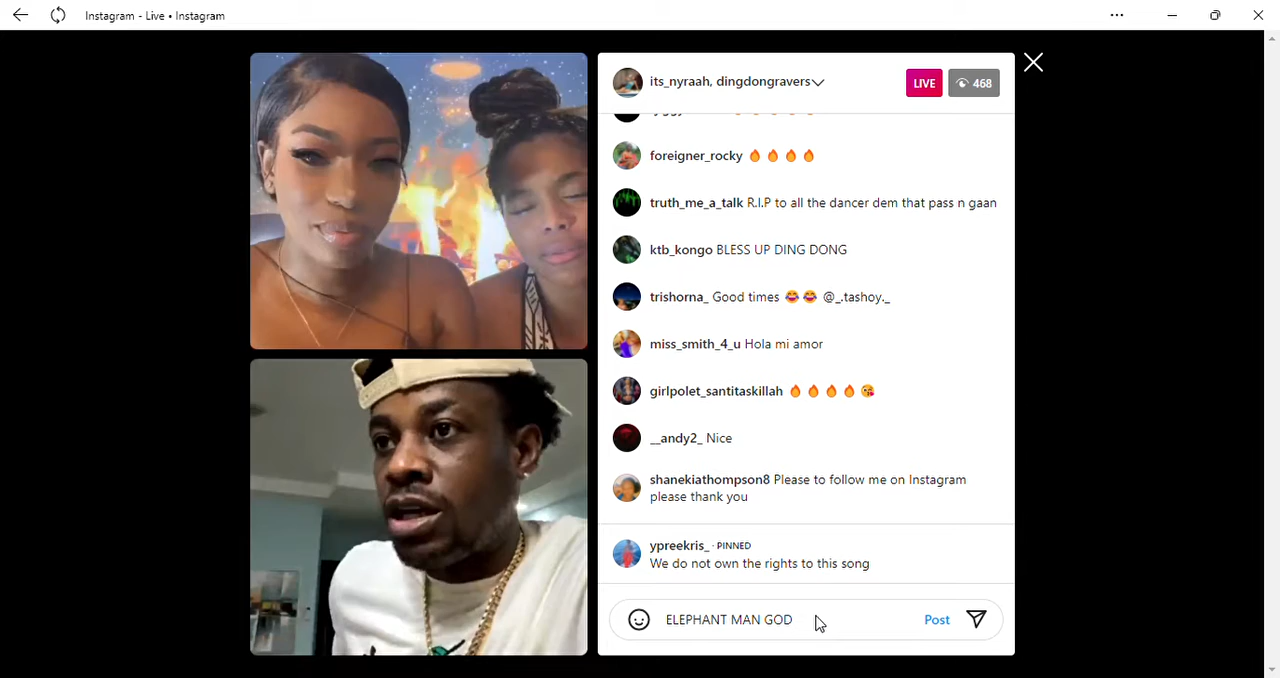 Instagram - Live • Instagram
its_nyraah, dingdongravers
LIVE
468
foreigner_rocky 🔥 🔥 🔥 🔥
truth_me_a_talk R.I.P to all the dancer dem that pass n gaan
ktb_kongo BLESS UP DING DONG
trishorna_ Good times 😂 😂 @_.tashoy._
miss_smith_4_u Hola mi amor
girlpolet_santitaskillah 🔥 🔥 🔥 🔥 😘
__andy2_ Nice
shanekiathompson8 Please to follow me on Instagram
please thank you
ypreekris_ · PINNED
We do not own the rights to this song
ELEPHANT MAN GOD
Post